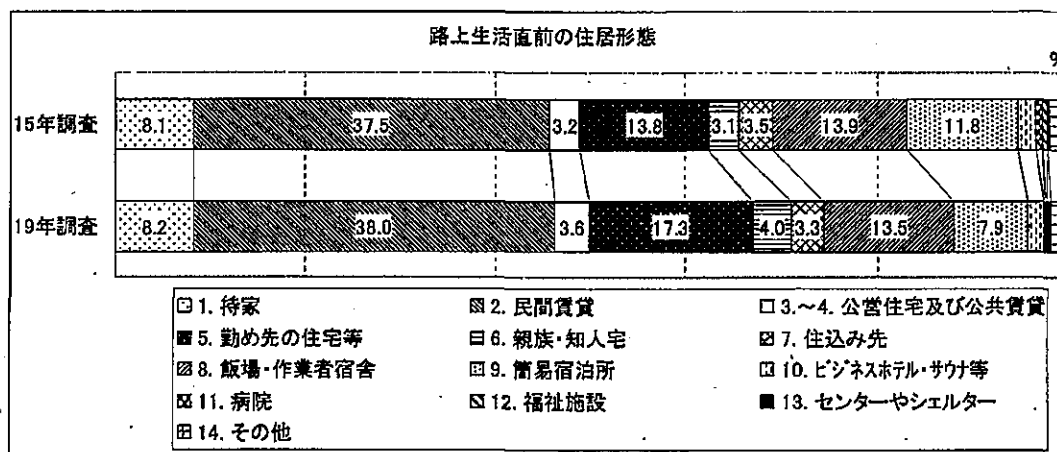 路上生活直前の住居形態
%
15年調査 8.1 37.5 3.2 13.8 3.1 3.5 13.9 11.8
19年調査 8.2 38.0 3.6 17.3 4.0 3.3 13.5 7.9
1. 持家 2. 民間賃貸 3.～4. 公営住宅及び公共賃貸
5. 勤め先の住宅等 6. 親族・知人宅 7. 住込み先
8. 飯場・作業者宿舎 9. 簡易宿泊所 10. ビジネスホテル・サウナ等
11. 病院 12. 福祉施設 13. センターやシェルター
14. その他